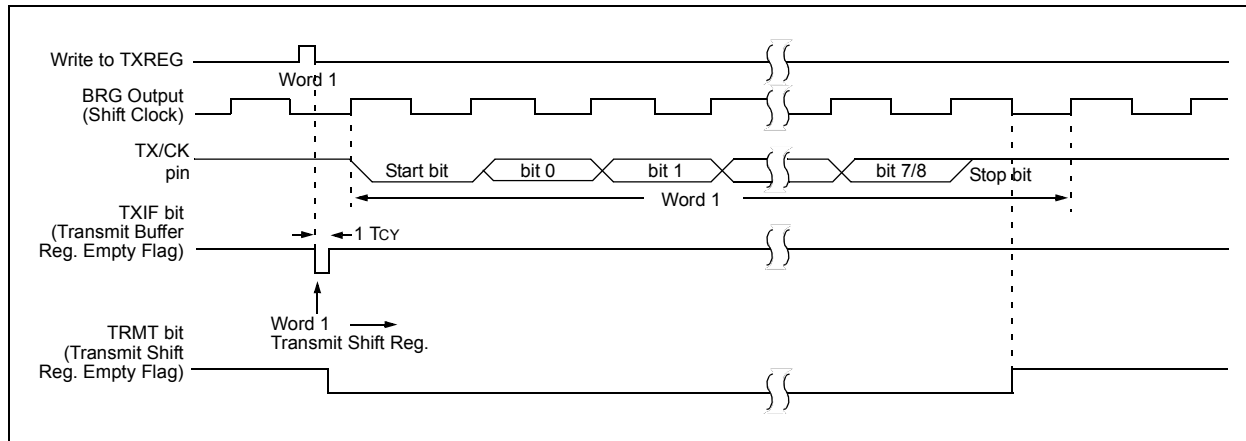 Write to TXREG
Word 1
BRG Output
(Shift Clock)
TX/CK
pin
Start bit
bit 0
bit 1
bit 7/8
Stop bit
Word 1
TXIF bit
(Transmit Buffer
Reg. Empty Flag)
1 TCY
Word 1
Transmit Shift Reg.
TRMT bit
(Transmit Shift
Reg. Empty Flag)